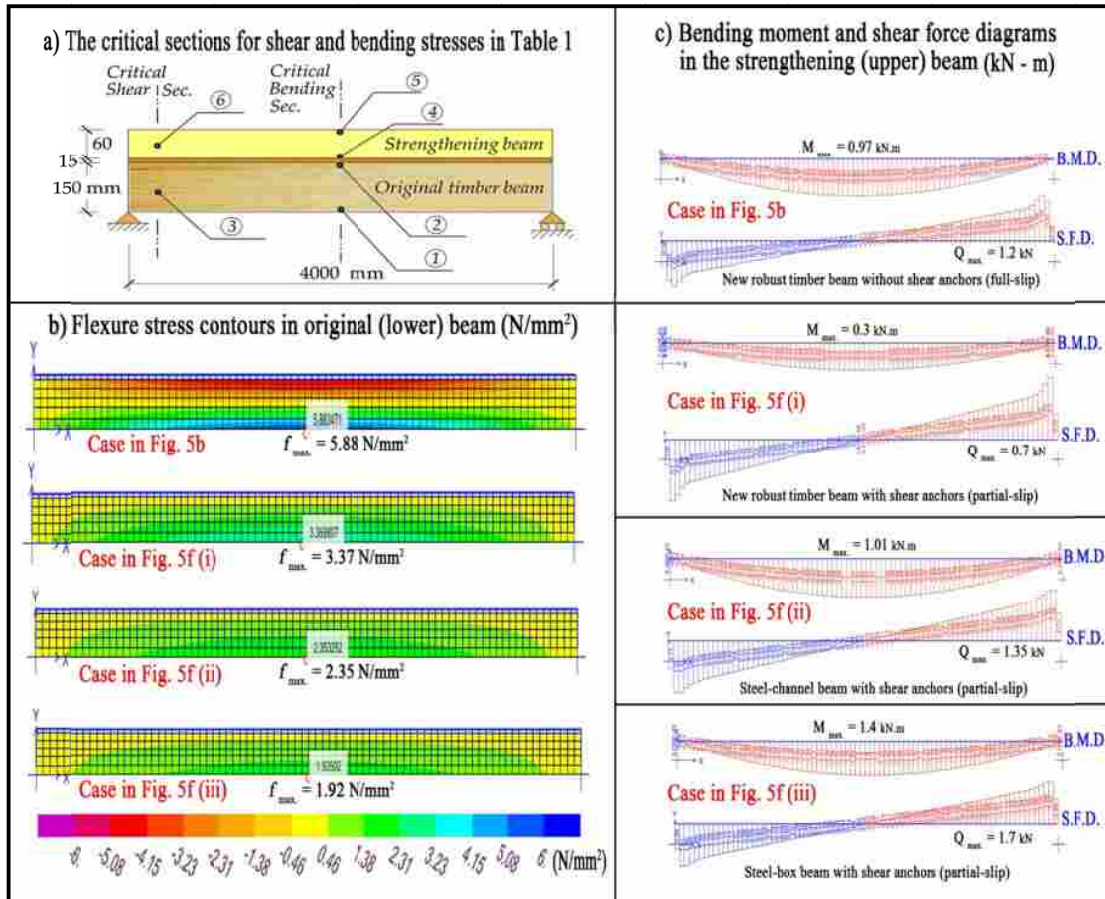 a) The critical sections for shear and bending stresses in Table 1
Critical
Shear Sec.
Critical
Bending
Sec.
⑥
⑤
④
60
15
150 mm
Strengthening beam
Original timber beam
③
②
①
4000 mm
b) Flexure stress contours in original (lower) beam (N/mm²)
Y
X
Case in Fig. 5b
f max. = 5.88 N/mm²
Y
X
Case in Fig. 5f (i)
f max. = 3.37 N/mm²
Y
X
Case in Fig. 5f (ii)
f max. = 2.35 N/mm²
Y
X
Case in Fig. 5f (iii)
f max. = 1.92 N/mm²
-6. -5.08 -4.15 -3.23 -2.31 -1.38 -0.46 0.46 1.38 2.31 3.23 4.15 5.08 6. (N/mm²)
c) Bending moment and shear force diagrams
in the strengthening (upper) beam (kN - m)
M max. = 0.97 kN.m
B.M.D.
Case in Fig. 5b
S.F.D.
Q max. = 1.2 kN
New robust timber beam without shear anchors (full-slip)
M max. = 0.3 kN.m
B.M.D.
Case in Fig. 5f (i)
S.F.D.
Q max. = 0.7 kN
New robust timber beam with shear anchors (partial-slip)
M max. = 1.01 kN.m
B.M.D
Case in Fig. 5f (ii)
S.F.D.
Q max. = 1.35 kN
Steel-channel beam with shear anchors (partial-slip)
M max. = 1.4 kN.m
B.M.D.
Case in Fig. 5f (iii)
S.F.D.
Q max. = 1.7 kN
Steel-box beam with shear anchors (partial-slip)